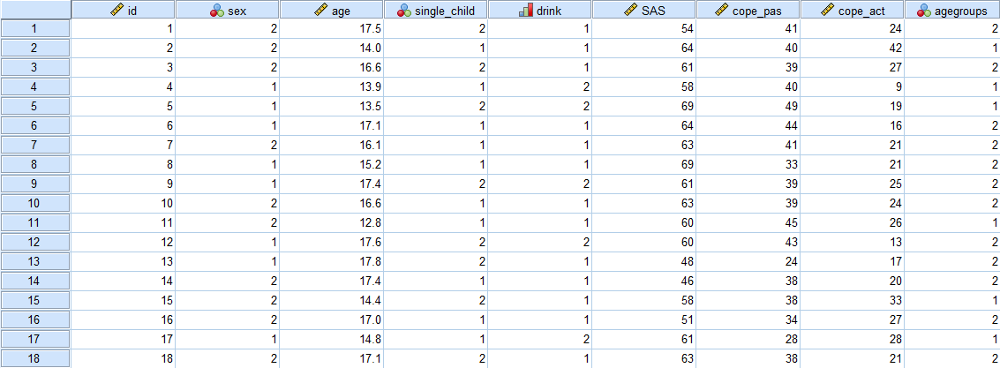 id sex age single_child drink SAS cope_pas cope_act agegroups
1 1 2 17.5 2 1 54 41 24 2
2 2 2 14.0 1 1 64 40 42 1
3 3 2 16.6 2 1 61 39 27 2
4 4 1 13.9 1 2 58 40 9 1
5 5 1 13.5 2 2 69 49 19 1
6 6 1 17.1 1 1 64 44 16 2
7 7 2 16.1 1 1 63 41 21 2
8 8 1 15.2 1 1 69 33 21 2
9 9 1 17.4 2 2 61 39 25 2
10 10 2 16.6 1 1 63 39 24 2
11 11 2 12.8 1 1 60 45 26 1
12 12 1 17.6 2 2 60 43 13 2
13 13 1 17.8 2 1 48 24 17 2
14 14 2 17.4 1 1 46 38 20 2
15 15 2 14.4 2 1 58 38 33 1
16 16 2 17.0 1 1 51 34 27 2
17 17 1 14.8 1 2 61 28 28 1
18 18 2 17.1 2 1 63 38 21 2